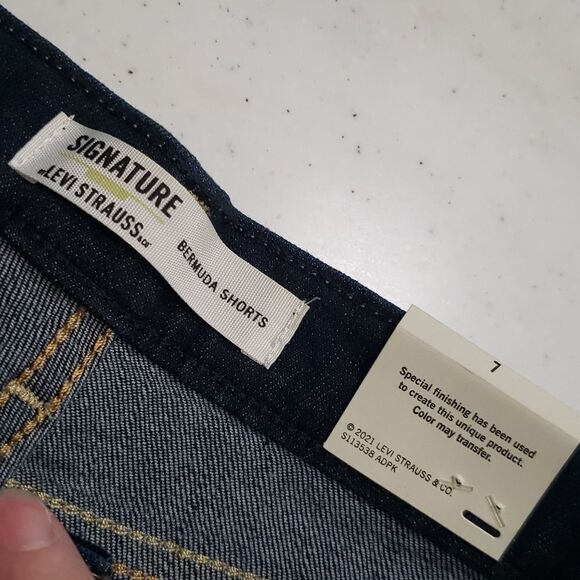 SIGNATURE
BY LEVI STRAUSS & CO.
BERMUDA SHORTS
7
Special finishing has been used
to create this unique product.
Color may transfer.
© 2021 LEVI STRAUSS & CO.
S113538 ADPK